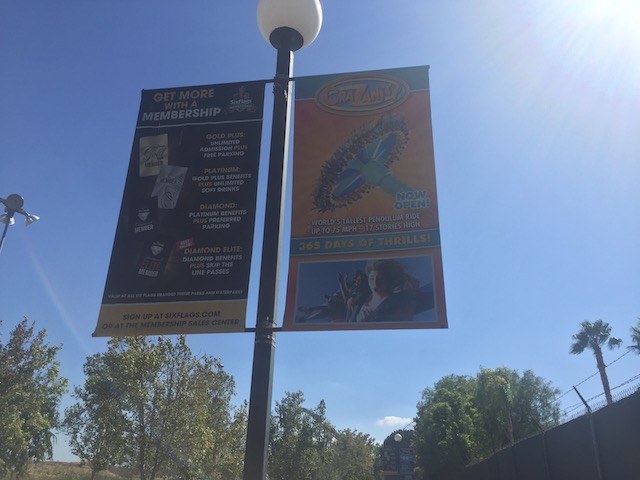 GET MORE
WITH A
MEMBERSHIP
GOLD PLUS:
UNLIMITED
ADMISSION PLUS
FREE PARKING
PLATINUM:
GOLD PLUS BENEFITS
PLUS UNLIMITED
SOFT DRINKS
DIAMOND:
PLATINUM BENEFITS
PLUS PREFERRED
PARKING
DIAMOND ELITE:
DIAMOND BENEFITS
PLUS SKIP THE
LINE PASSES
MEMBER
MEMBER
SIGN UP AT SIXFLAGS.COM
OR AT THE MEMBERSHIP SALES CENTER
NOW
OPEN!
WORLD'S TALLEST PENDULUM RIDE
UP TO 75 MPH - 17 STORIES HIGH
365 DAYS OF THRILLS!